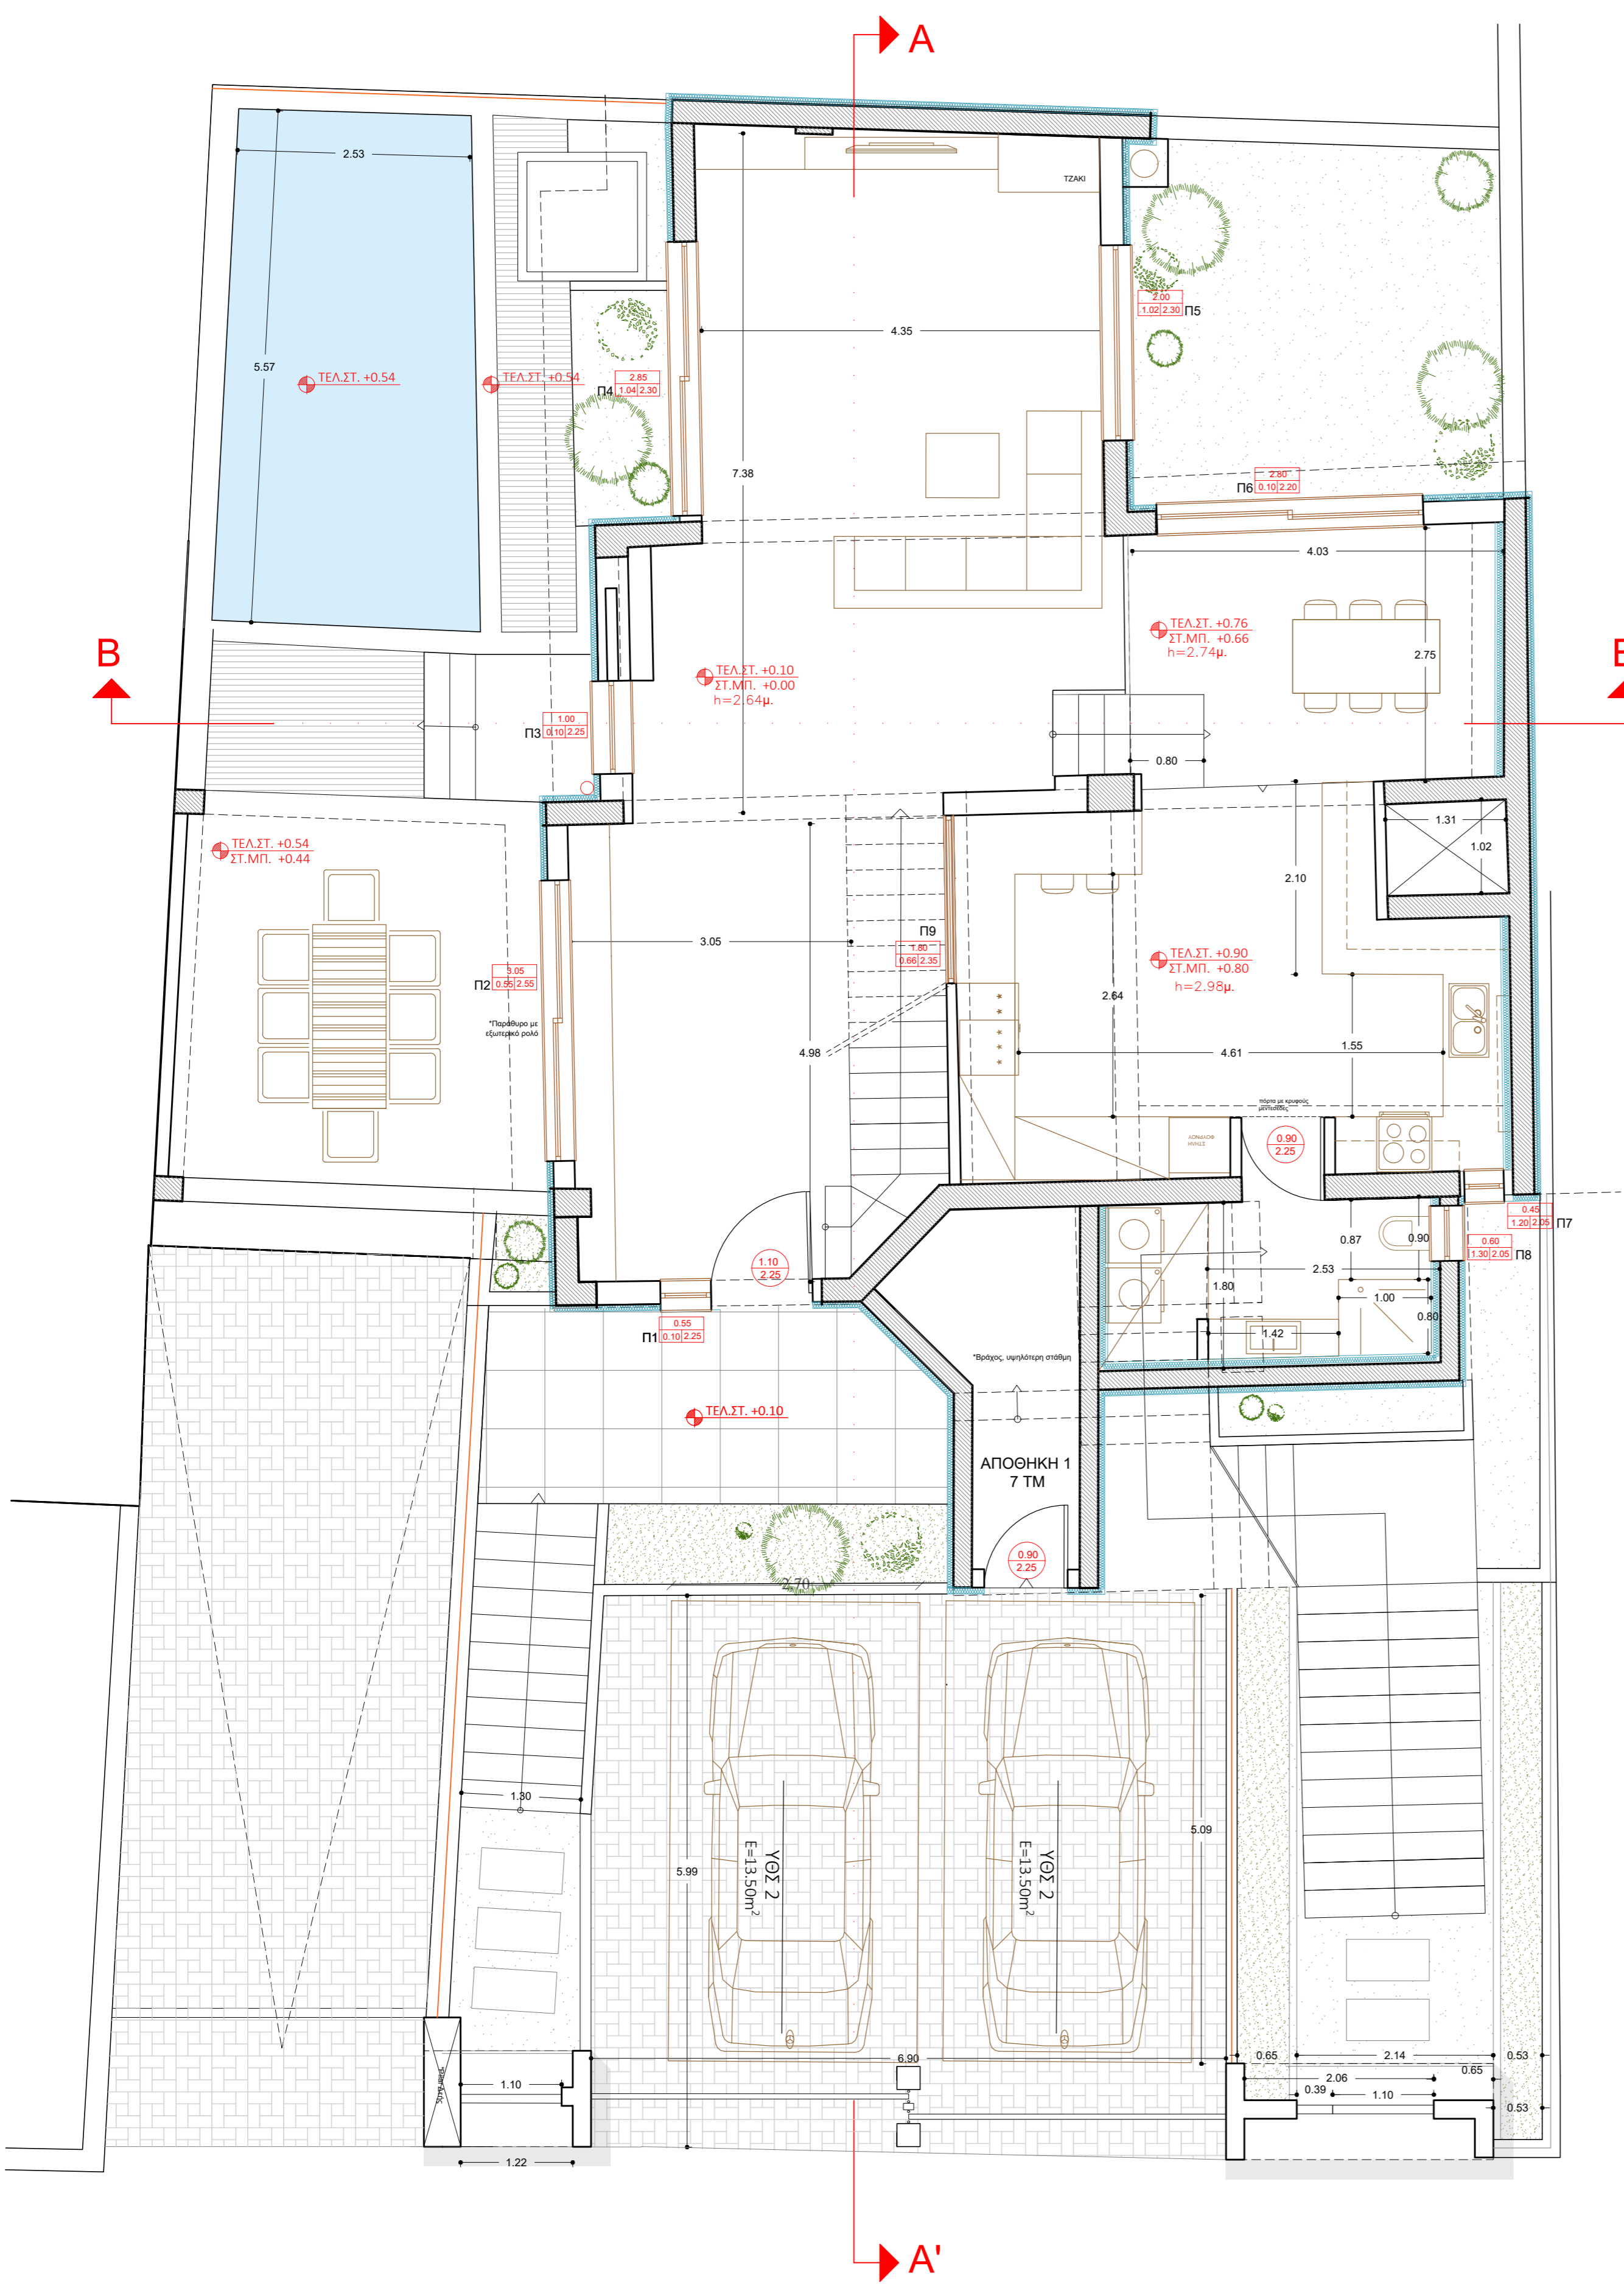 A
2.53
ΤΖΑΚΙ
2.00
1.02 2.30 Π5
4.35
5.57
ΤΕΛ.ΣΤ. +0.54
ΤΕΛ.ΣΤ. +0.54
2.85
Π4 1.04 2.30
7.38
2.80
Π6 0.10 2.20
4.03
ΤΕΛ.ΣΤ. +0.76
ΣΤ.ΜΠ. +0.66
h=2.74μ.
2.75
B
ΤΕΛ.ΣΤ. +0.10
ΣΤ.ΜΠ. +0.00
h=2.64μ.
1.00
Π3 0.10 2.25
0.80
1.31
1.02
ΤΕΛ.ΣΤ. +0.54
ΣΤ.ΜΠ. +0.44
2.10
3.05
Π9
1.80
0.66 2.35
ΤΕΛ.ΣΤ. +0.90
ΣΤ.ΜΠ. +0.80
h=2.98μ.
3.05
Π2 0.55 2.55
*Παράθυρο με
εξωτερικό ρολό
2.64
4.98
4.61
1.55
πόρτα με κρυφούς
μεντεσέδες
ΣΤΗΛΗ
ΦΟΥΡΝΟΥ
0.90
2.25
0.45
1.20 2.05 Π7
0.60
1.30 2.05 Π8
0.87
0.90
2.53
1.10
2.25
1.80
1.00
0.80
1.42
0.55
Π1 0.10 2.25
*Βράχος, υψηλότερη στάθμη
ΤΕΛ.ΣΤ. +0.10
ΑΠΟΘΗΚΗ 1
7 ΤΜ
0.90
2.25
2.70
1.30
5.09
5.99
ΥΘΣ 2
E=13.50m²
ΥΘΣ 2
E=13.50m²
6.90
0.65
2.14
0.53
0.65
2.06
1.10
0.39
1.10
0.53
1.22
A'